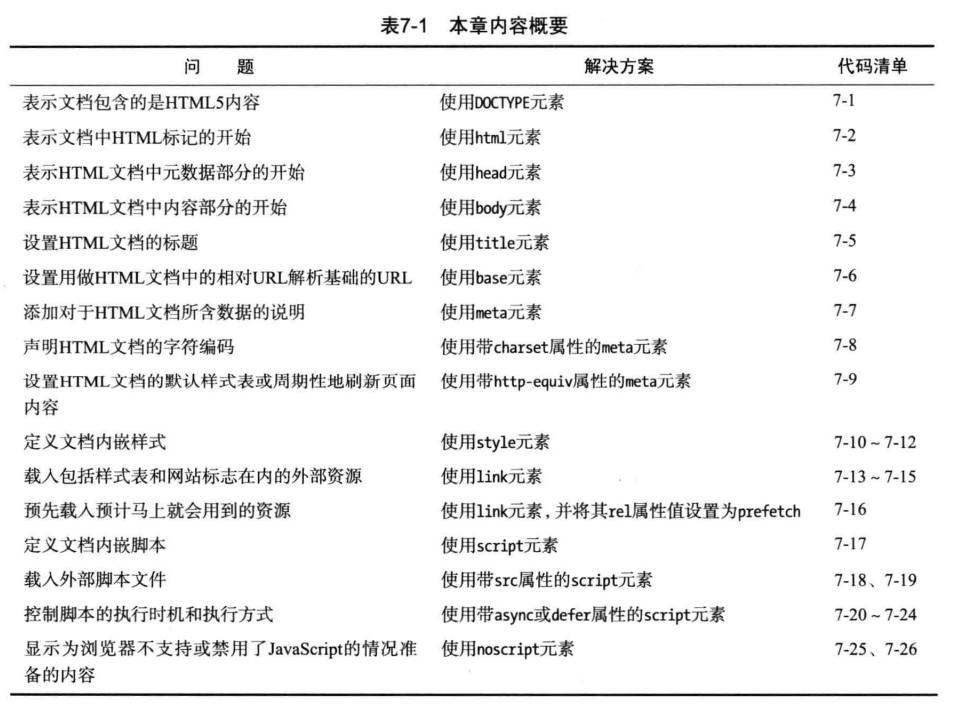 表7-1 本章内容概要
问 题 解决方案 代码清单
表示文档包含的是HTML5内容 使用DOCTYPE元素 7-1
表示文档中HTML标记的开始 使用html元素 7-2
表示HTML文档中元数据部分的开始 使用head元素 7-3
表示HTML文档中内容部分的开始 使用body元素 7-4
设置HTML文档的标题 使用title元素 7-5
设置用做HTML文档中的相对URL解析基础的URL 使用base元素 7-6
添加对于HTML文档所含数据的说明 使用meta元素 7-7
声明HTML文档的字符编码 使用带charset属性的meta元素 7-8
设置HTML文档的默认样式表或周期性地刷新页面 使用带http-equiv属性的meta元素 7-9
内容
定义文档内嵌样式 使用style元素 7-10～7-12
载入包括样式表和网站标志在内的外部资源 使用link元素 7-13～7-15
预先载入预计马上就会用到的资源 使用link元素，并将其rel属性值设置为prefetch 7-16
定义文档内嵌脚本 使用script元素 7-17
载入外部脚本文件 使用带src属性的script元素 7-18、7-19
控制脚本的执行时机和执行方式 使用带async或defer属性的script元素 7-20～7-24
显示为浏览器不支持或禁用了JavaScript的情况准 使用noscript元素 7-25、7-26
备的内容